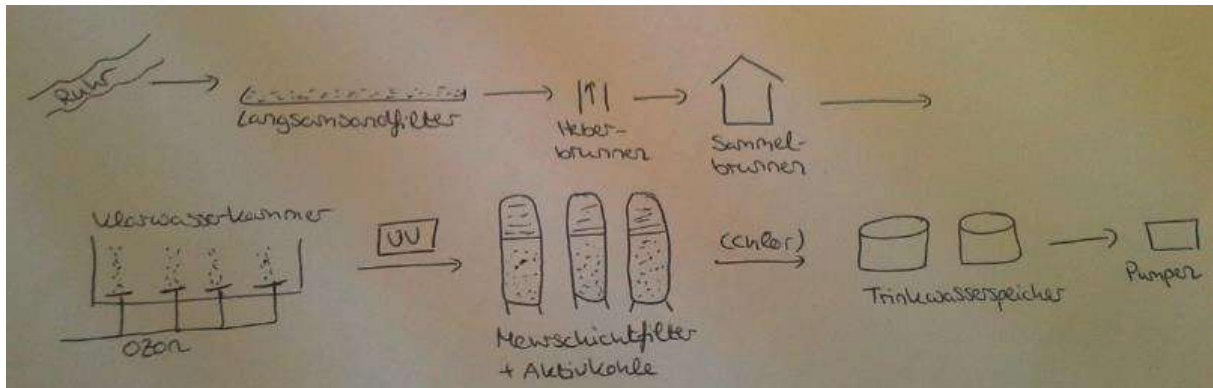 Ruhr
Langsamsandfilter
Heber-
brunnen
Sammel-
brunnen
Klarwasserkammer
Ozon
UV
Mehrschichtfilter
+ Aktivkohle
(Chlor)
Trinkwasserspeicher
Pumpen